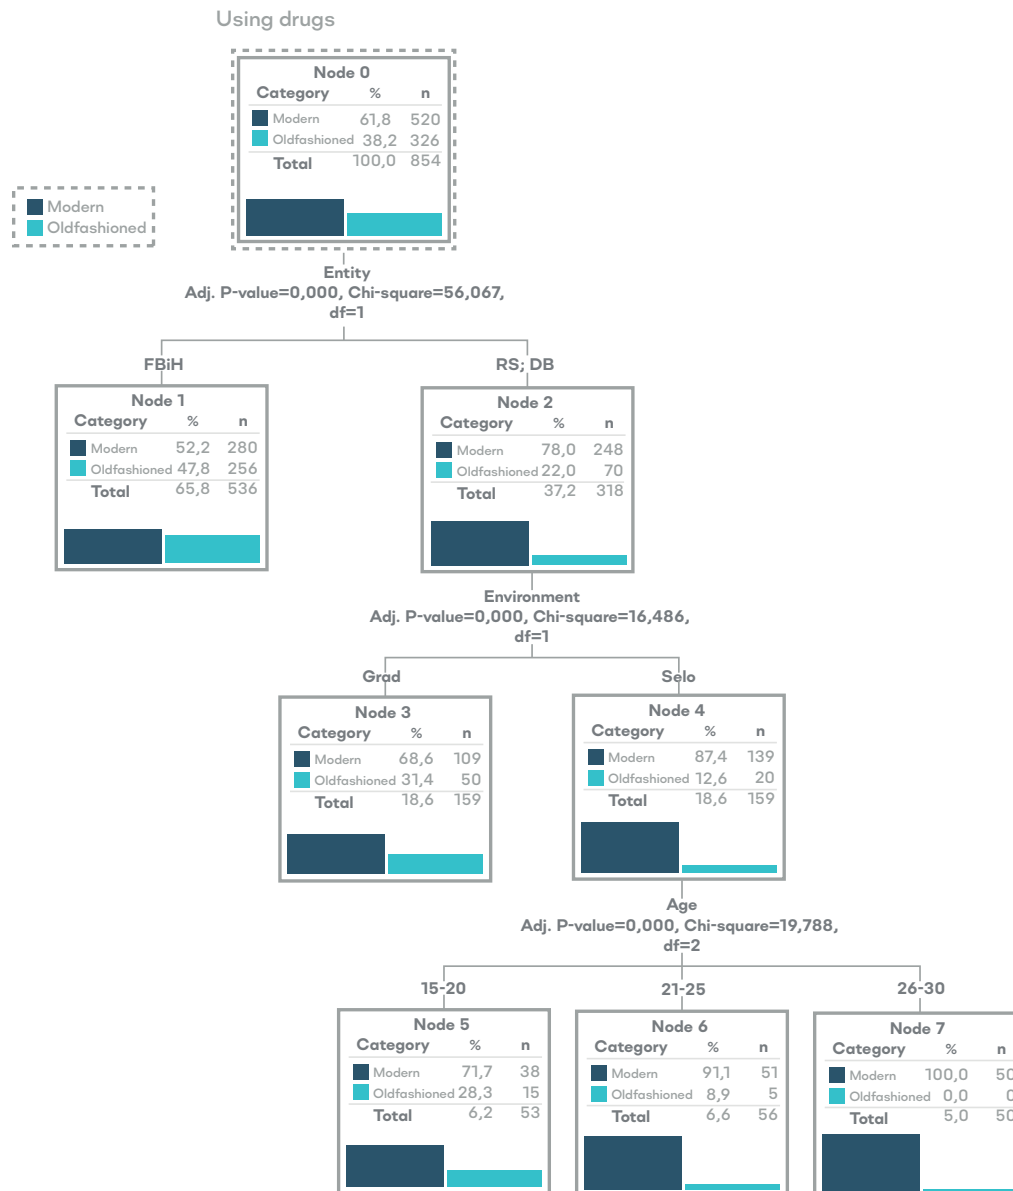 Using drugs
Node 0
Category % n
Modern 61,8 520
Oldfashioned 38,2 326
Total 100,0 854
Modern
Oldfashioned
Entity
Adj. P-value=0,000, Chi-square=56,067,
df=1
FBiH RS; DB
Node 1
Category % n
Modern 52,2 280
Oldfashioned 47,8 256
Total 65,8 536
Node 2
Category % n
Modern 78,0 248
Oldfashioned 22,0 70
Total 37,2 318
Environment
Adj. P-value=0,000, Chi-square=16,486,
df=1
Grad Selo
Node 3
Category % n
Modern 68,6 109
Oldfashioned 31,4 50
Total 18,6 159
Node 4
Category % n
Modern 87,4 139
Oldfashioned 12,6 20
Total 18,6 159
Age
Adj. P-value=0,000, Chi-square=19,788,
df=2
15-20 21-25 26-30
Node 5
Category % n
Modern 71,7 38
Oldfashioned 28,3 15
Total 6,2 53
Node 6
Category % n
Modern 91,1 51
Oldfashioned 8,9 5
Total 6,6 56
Node 7
Category % n
Modern 100,0 50
Oldfashioned 0,0 0
Total 5,0 50